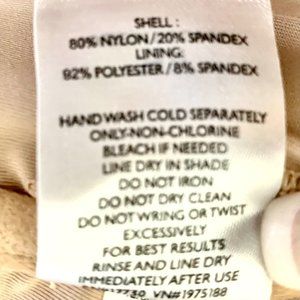 SHELL :
80% NYLON / 20% SPANDEX
LINING:
92% POLYESTER / 8% SPANDEX
HAND WASH COLD SEPARATELY
ONLY-NON-CHLORINE
BLEACH IF NEEDED
LINE DRY IN SHADE
DO NOT IRON
DO NOT DRY CLEAN
DO NOT WRING OR TWIST
EXCESSIVELY
FOR BEST RESULTS
RINSE AND LINE DRY
IMMEDIATELY AFTER USE
VN#1975188